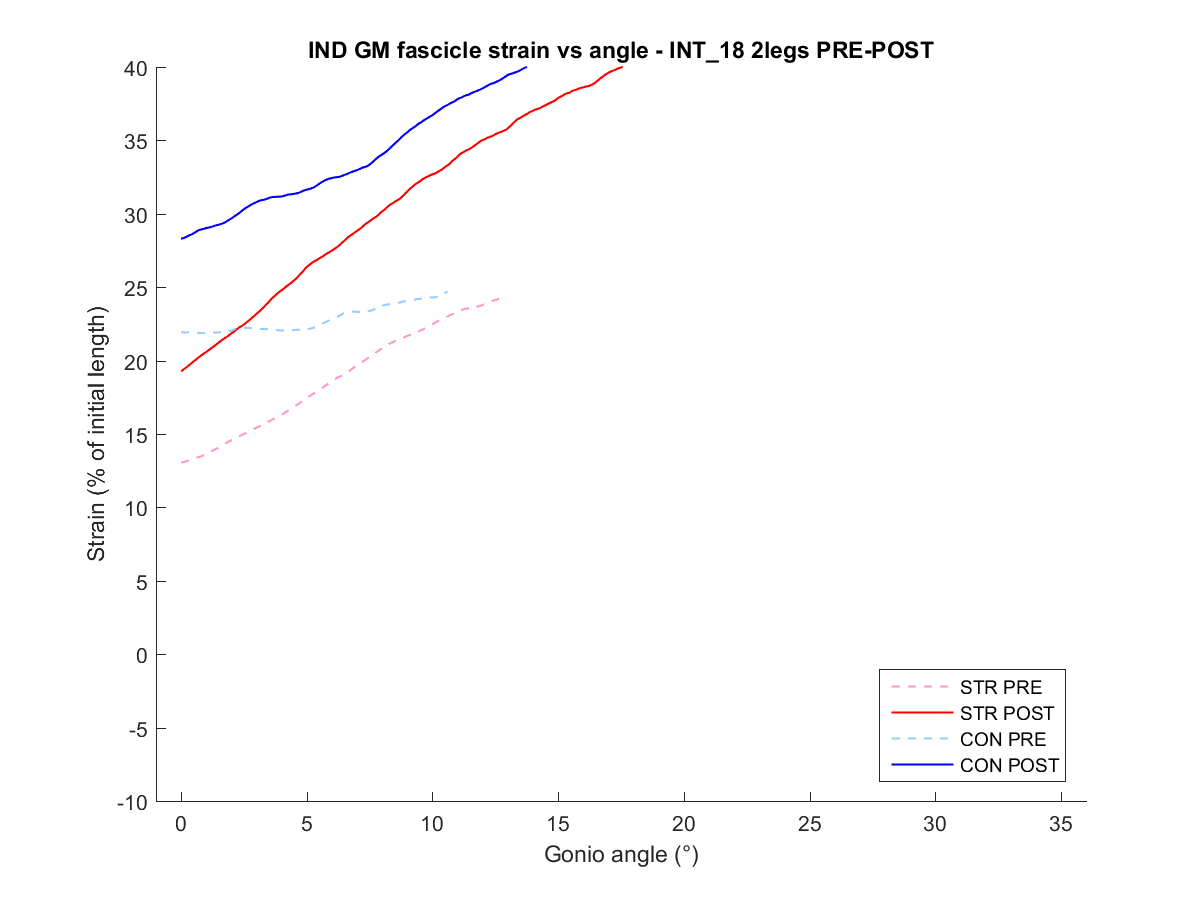 IND GM fascicle strain vs angle - INT_18 2legs PRE-POST
Strain (% of initial length)
40
35
30
25
20
15
10
5
0
-5
-10
0 5 10 15 20 25 30 35
Gonio angle (°)
STR PRE
STR POST
CON PRE
CON POST